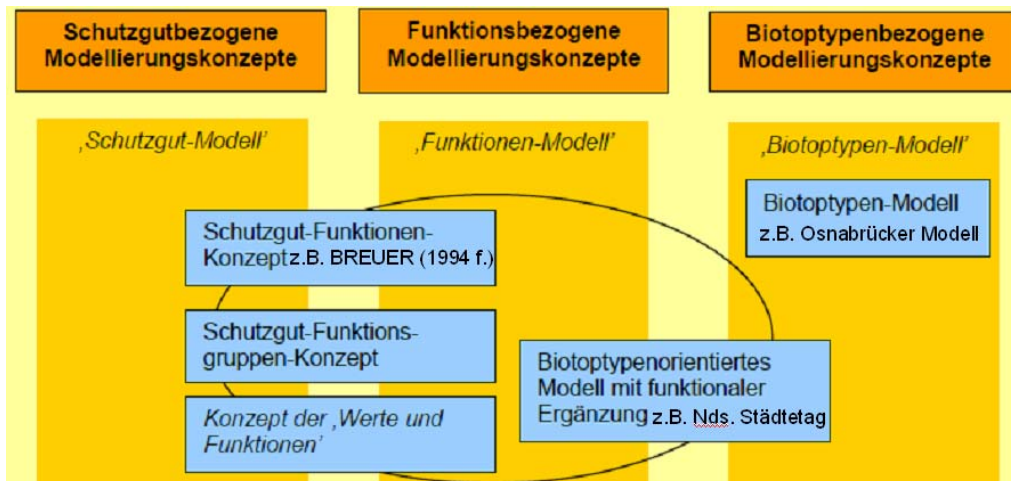 Schutzgutbezogene
Modellierungskonzepte
Funktionsbezogene
Modellierungskonzepte
Biotoptypenbezogene
Modellierungskonzepte
‚Schutzgut-Modell’
‚Funktionen-Modell’
‚Biotoptypen-Modell’
Schutzgut-Funktionen-
Konzept z.B. BREUER (1994 f.)
Schutzgut-Funktions-
gruppen-Konzept
Konzept der ‚Werte und
Funktionen’
Biotoptypenorientiertes
Modell mit funktionaler
Ergänzung z.B. Nds. Städtetag
Biotoptypen-Modell
z.B. Osnabrücker Modell